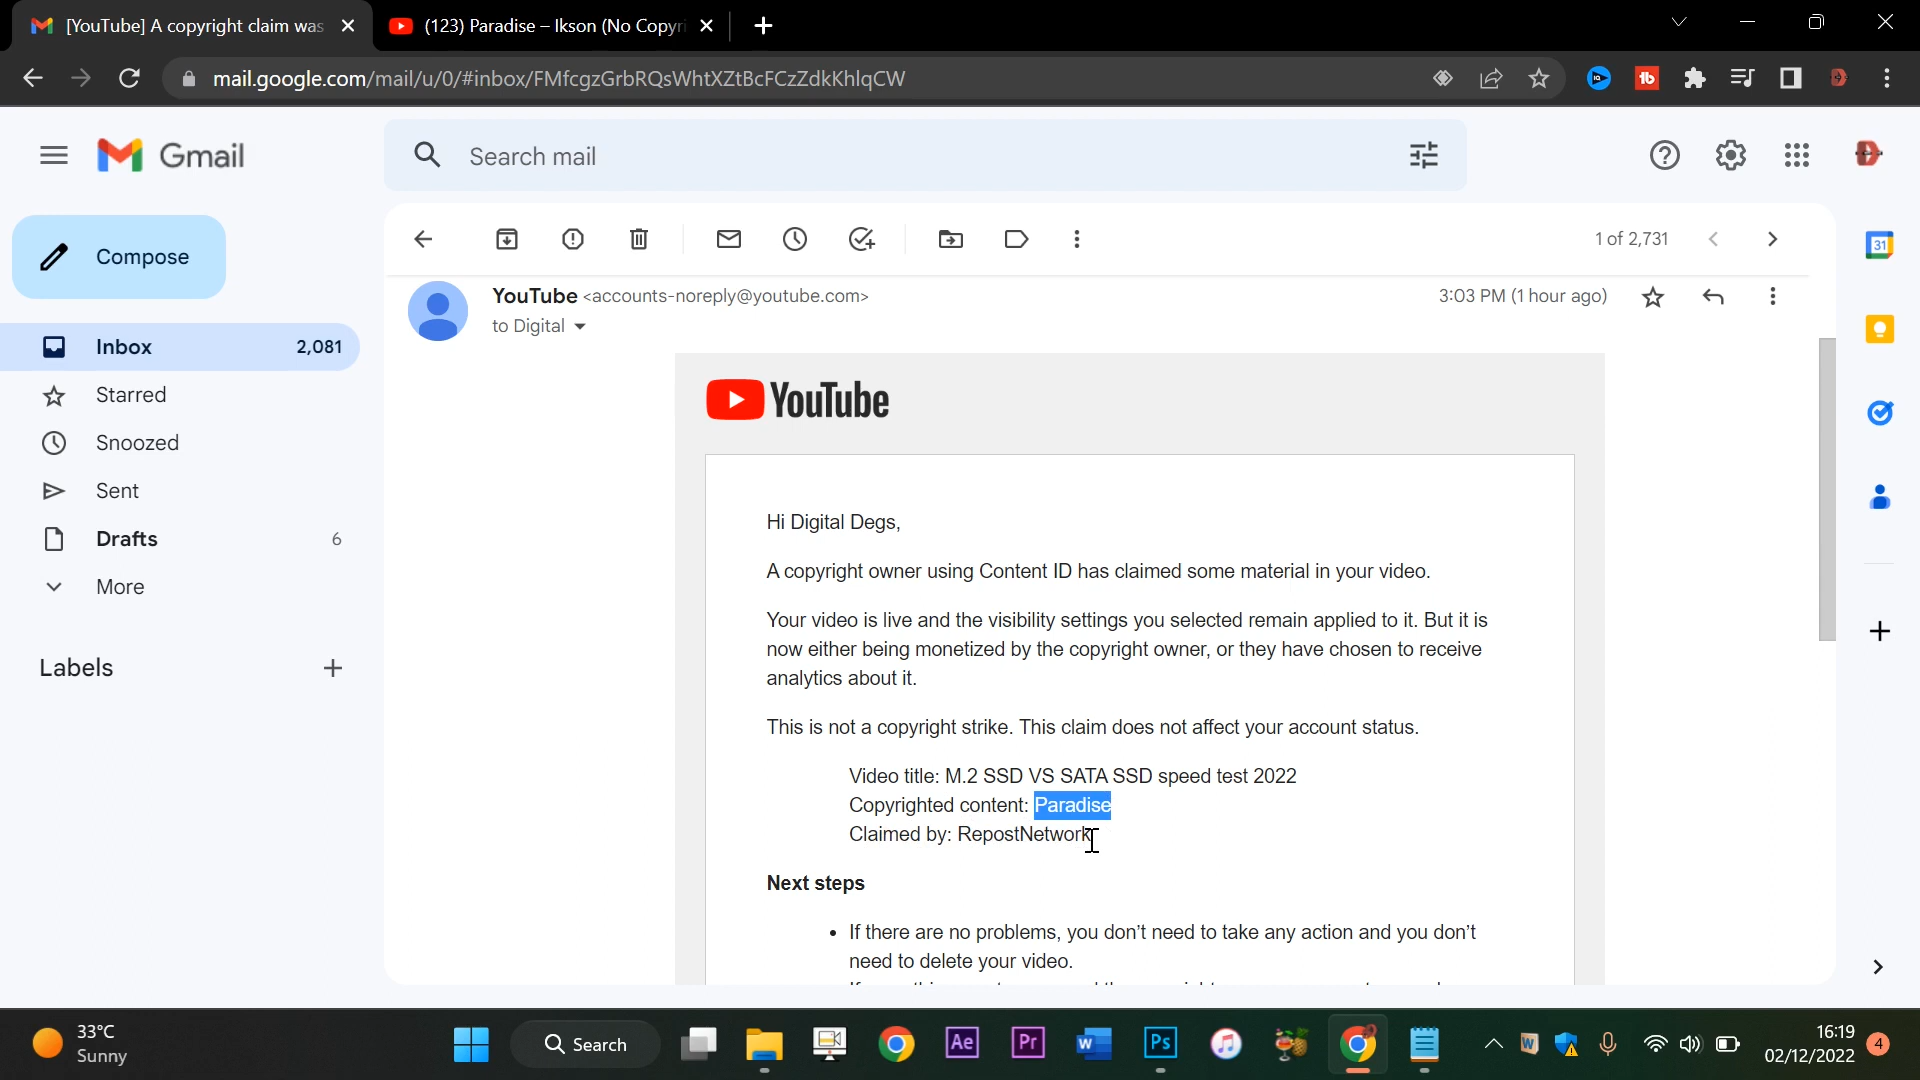 [YouTube] A copyright claim was
(123) Paradise – Ikson (No Copyri
mail.google.com/mail/u/0/#inbox/FMfcgzGrbRQsWhtXZtBcFCzZdkKhlqCW
Gmail
Search mail
Compose
1 of 2,731
31
YouTube <accounts-noreply@youtube.com>
3:03 PM (1 hour ago)
to Digital
Inbox 2,081
Starred
Snoozed
Sent
Drafts 6
More
Labels
YouTube
Hi Digital Degs,
A copyright owner using Content ID has claimed some material in your video.
Your video is live and the visibility settings you selected remain applied to it. But it is
now either being monetized by the copyright owner, or they have chosen to receive
analytics about it.
This is not a copyright strike. This claim does not affect your account status.
Video title: M.2 SSD VS SATA SSD speed test 2022
Copyrighted content: Paradise
Claimed by: RepostNetwork
Next steps
If there are no problems, you don’t need to take any action and you don’t
need to delete your video.
33°C
Sunny
Search
Ae
Pr
W
Ps
16:19
02/12/2022
4